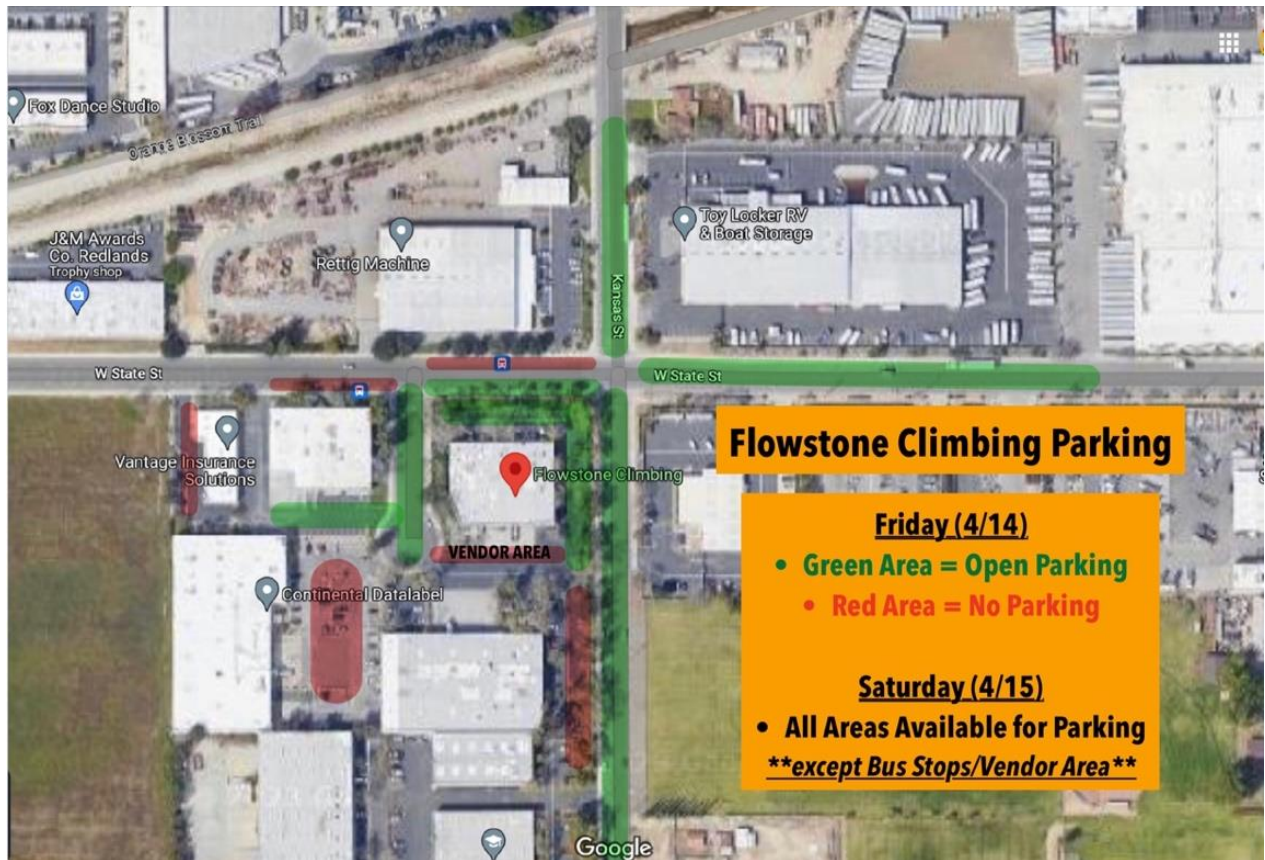 Fox Dance Studio
Orange Blossom Trail
J&M Awards
Co. Redlands
Trophy shop
Rettig Machine
Toy Locker RV
& Boat Storage
Kansas St
W State St
W State St
Vantage Insurance
Solutions
Flowstone Climbing
VENDOR AREA
Continental Datalabel
Google
Flowstone Climbing Parking
Friday (4/14)
• Green Area = Open Parking
• Red Area = No Parking
Saturday (4/15)
• All Areas Available for Parking
**except Bus Stops/Vendor Area**